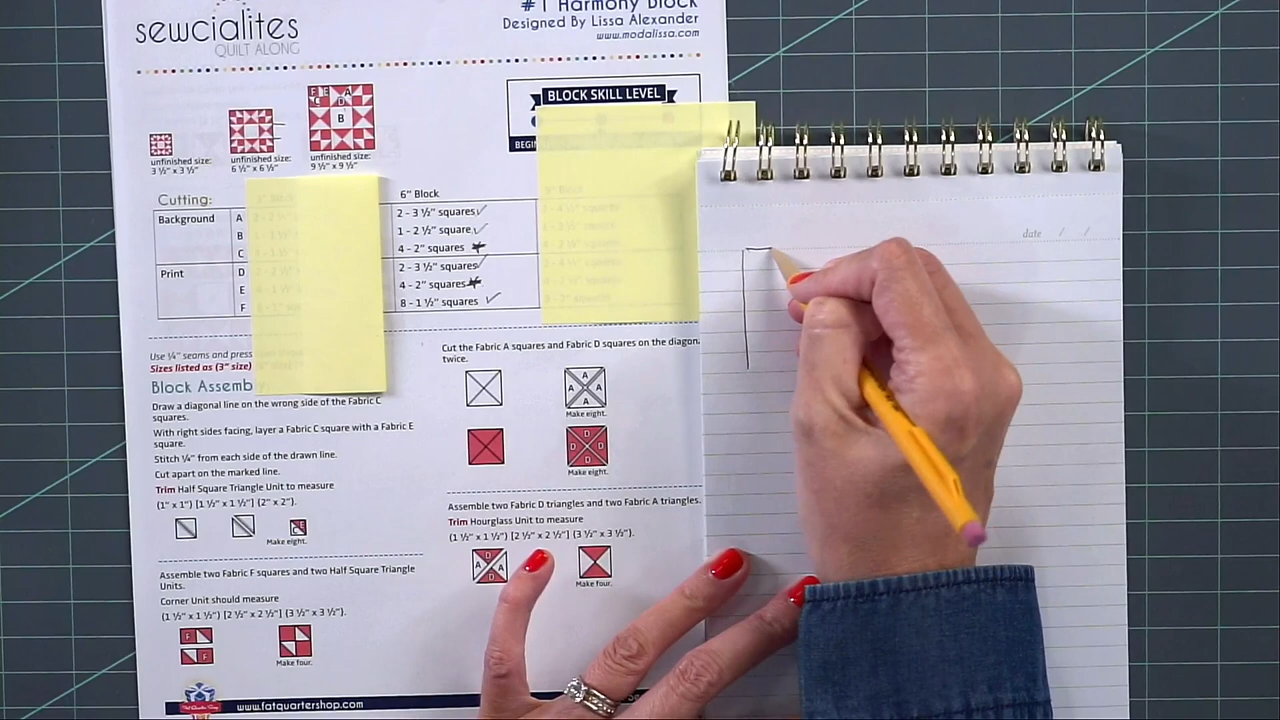 sewcialites
QUILT ALONG
#1 Harmony Block
Designed By Lissa Alexander
www.modalissa.com
BLOCK SKILL LEVEL
unfinished size:
3 ½" x 3 ½"
unfinished size:
6 ½" x 6 ½"
unfinished size:
9 ½" x 9 ½"
Cutting:
6" Block
Background
A
2 - 3 ½" squares
B
1 - 2 ½" square
C
4 - 2" squares
Print
D
2 - 3 ½" squares
E
4 - 2" squares
F
8 - 1 ½" squares
Use ¼" seams and press
Sizes listed as (3" size)
Block Assemb
Draw a diagonal line on the wrong side of the Fabric C
squares.
With right sides facing, layer a Fabric C square with a Fabric E
square.
Stitch ¼" from each side of the drawn line.
Cut apart on the marked line.
Trim Half Square Triangle Unit to measure
(1" x 1") [1 ½" x 1 ½"] {2" x 2"}.
C E
Make eight.
Assemble two Fabric F squares and two Half Square Triangle
Units.
Corner Unit should measure
(1 ½" x 1 ½") [2 ½" x 2 ½"] {3 ½" x 3 ½"}.
F
F
Make four.
Cut the Fabric A squares and Fabric D squares on the diagon
twice.
A
A A
A
Make eight.
D
D D
D
Make eight.
Assemble two Fabric D triangles and two Fabric A triangles.
Trim Hourglass Unit to measure
(1 ½" x 1 ½") [2 ½" x 2 ½"] {3 ½" x 3 ½"}.
D
A A
D
Make four.
www.fatquartershop.com
date / /